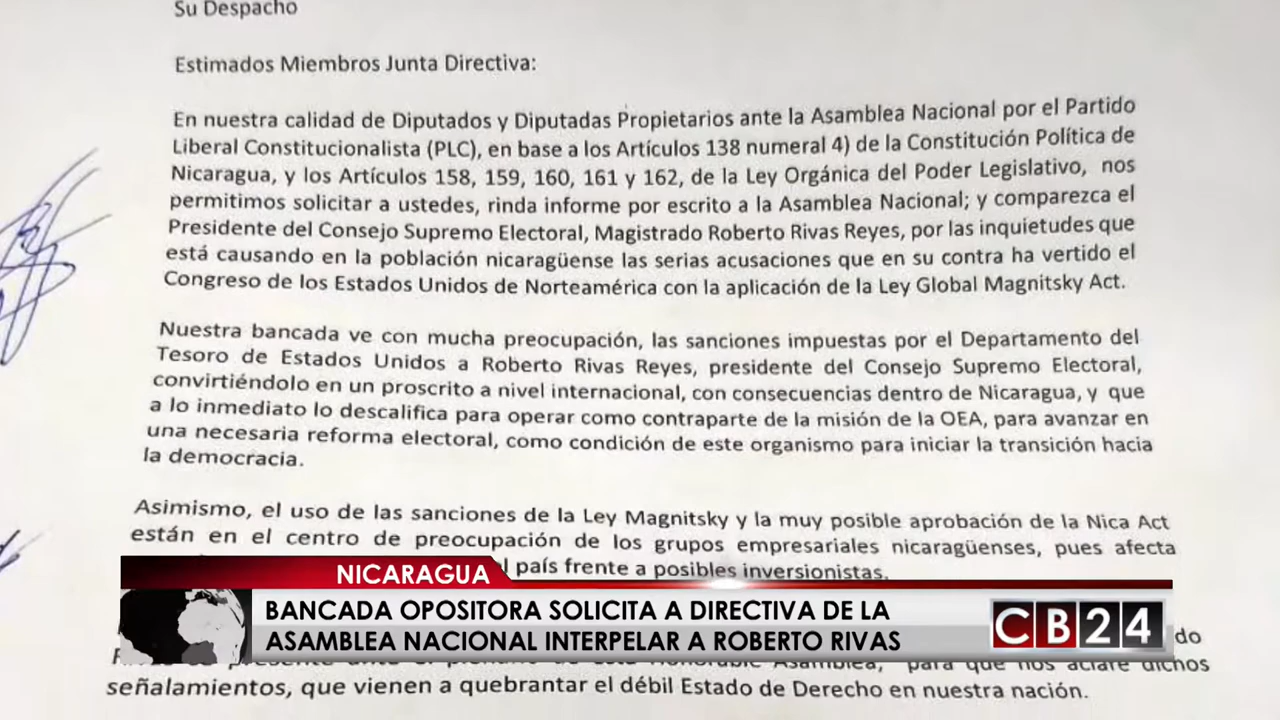 Su Despacho
Estimados Miembros Junta Directiva:
En nuestra calidad de Diputados y Diputadas Propietarios ante la Asamblea Nacional por el Partido
Liberal Constitucionalista (PLC), en base a los Artículos 138 numeral 4) de la Constitución Política de
Nicaragua, y los Artículos 158, 159, 160, 161 y 162, de la Ley Orgánica del Poder Legislativo, nos
permitimos solicitar a ustedes, rinda informe por escrito a la Asamblea Nacional; y comparezca el
Presidente del Consejo Supremo Electoral, Magistrado Roberto Rivas Reyes, por las inquietudes que
está causando en la población nicaragüense las serias acusaciones que en su contra ha vertido el
Congreso de los Estados Unidos de Norteamérica con la aplicación de la Ley Global Magnitsky Act.
Nuestra bancada ve con mucha preocupación, las sanciones impuestas por el Departamento del
Tesoro de Estados Unidos a Roberto Rivas Reyes, presidente del Consejo Supremo Electoral,
convirtiéndolo en un proscrito a nivel internacional, con consecuencias dentro de Nicaragua, y que
a lo inmediato lo descalifica para operar como contraparte de la misión de la OEA, para avanzar en
una necesaria reforma electoral, como condición de este organismo para iniciar la transición hacia
la democracia.
Asimismo, el uso de las sanciones de la Ley Magnitsky y la muy posible aprobación de la Nica Act
están en el centro de preocupación de los grupos empresariales nicaragüenses, pues afecta
país frente a posibles inversionistas.
NICARAGUA
BANCADA OPOSITORA SOLICITA A DIRECTIVA DE LA
ASAMBLEA NACIONAL INTERPELAR A ROBERTO RIVAS
CB24
do
Asamblea, para que nos aclare dichos
señalamientos, que vienen a quebrantar el débil Estado de Derecho en nuestra nación.